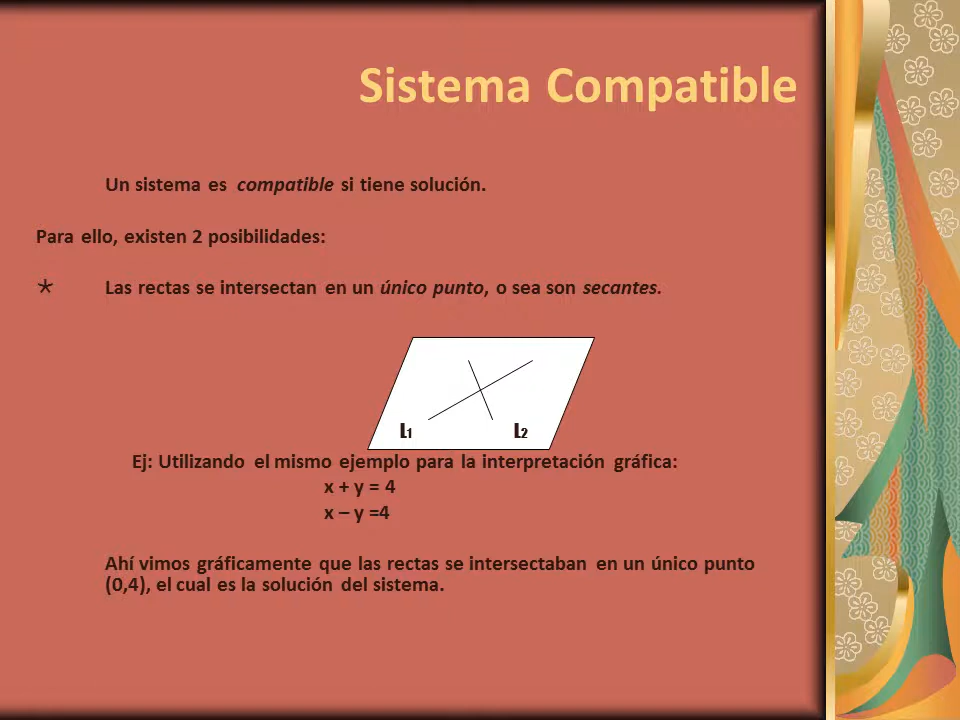 Sistema Compatible
Un sistema es compatible si tiene solución.
Para ello, existen 2 posibilidades:
* Las rectas se intersectan en un único punto, o sea son secantes.
L1 L2
Ej: Utilizando el mismo ejemplo para la interpretación gráfica:
x + y = 4
x – y =4
Ahí vimos gráficamente que las rectas se intersectaban en un único punto
(0,4), el cual es la solución del sistema.